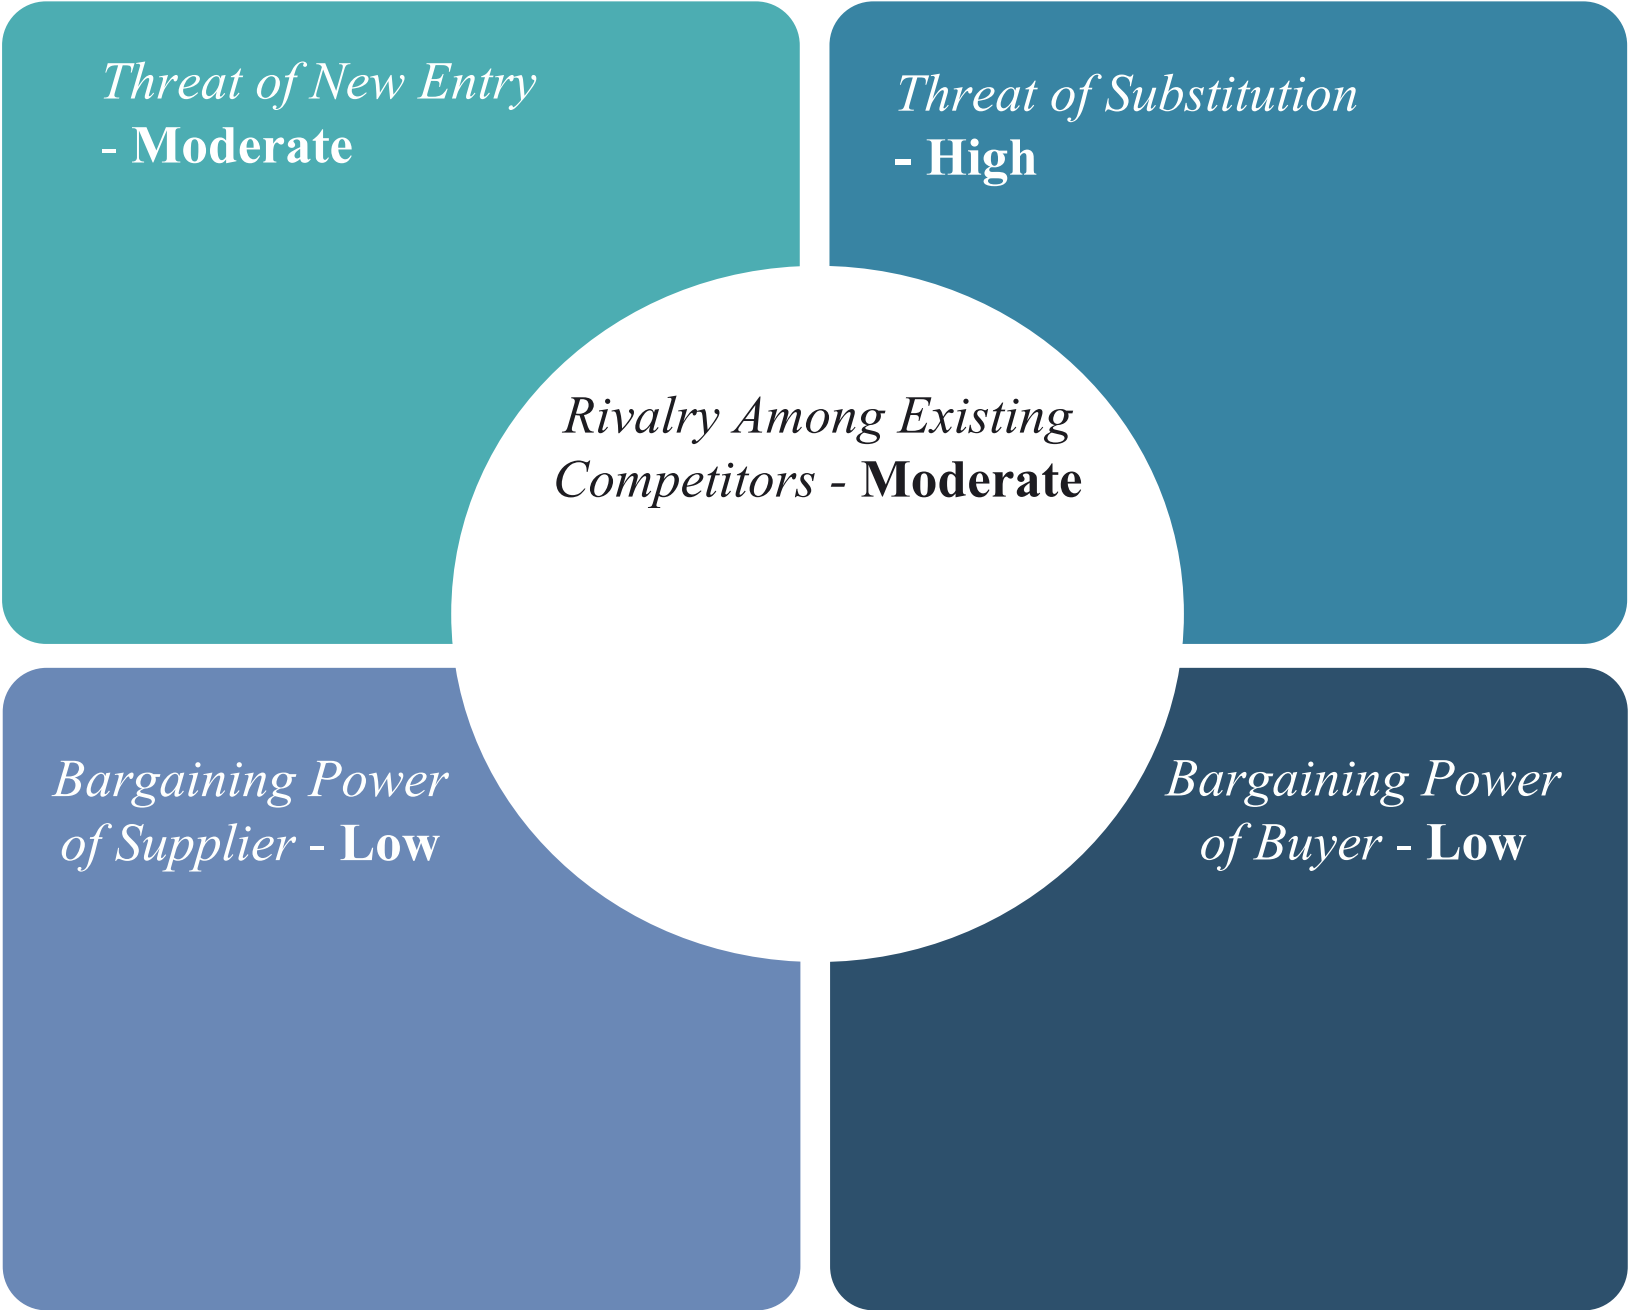 Threat of New Entry
- Moderate
Threat of Substitution
- High
Rivalry Among Existing
Competitors - Moderate
Bargaining Power
of Supplier - Low
Bargaining Power
of Buyer - Low